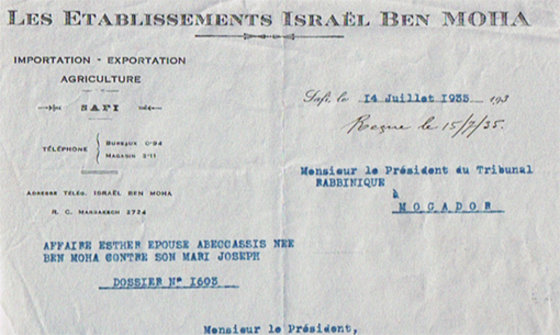 LES ETABLISSEMENTS ISRAËL BEN MOHA
IMPORTATION - EXPORTATION
AGRICULTURE
SAFI
TÉLÉPHONE { BUREAUX 0-94
MAGASIN 2-11
ADRESSE TÉLÉG. ISRAËL BEN MOHA
R. C. MARRAKECH 2724
Safi, le 14 Juillet 1935 193
Reçue le 15/7/35.
Monsieur le Président du Tribunal
RABBINIQUE
à
MOGADOR
AFFAIRE ESTHER EPOUSE ABECCASSIS NEE
BEN MOHA CONTRE SON MARI JOSEPH
DOSSIER N° 1603
Monsieur le Président,